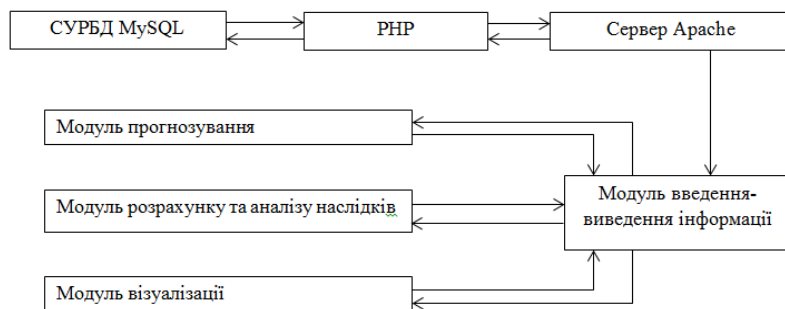 СУРБД MySQL
PHP
Сервер Apache
Модуль прогнозування
Модуль розрахунку та аналізу наслідків
Модуль введення-
виведення інформації
Модуль візуалізації